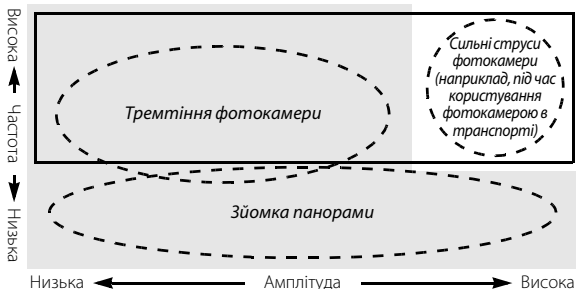 Висока
Частота
Низька
Сильні струси
фотокамери
(наприклад, під час
користування
фотокамерою в
транспорті)
Тремтіння фотокамери
Зйомка панорами
Низька
Амплітуда
Висока